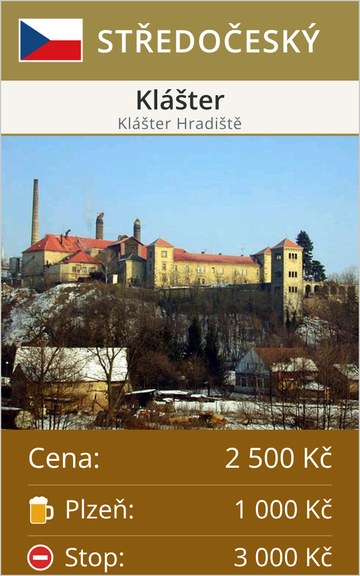 STŘEDOČESKÝ
Klášter
Klášter Hradiště
Cena: 2 500 Kč
Plzeň: 1 000 Kč
Stop: 3 000 Kč